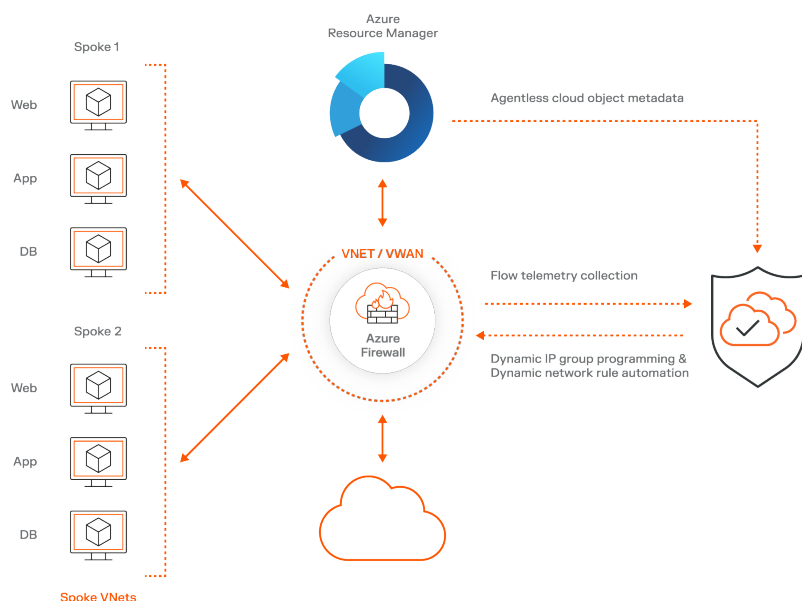 Spoke 1
Web
App
DB
Spoke 2
Web
App
DB
Spoke VNets
Azure
Resource Manager
VNET / VWAN
Azure
Firewall
Agentless cloud object metadata
Flow telemetry collection
Dynamic IP group programming &
Dynamic network rule automation